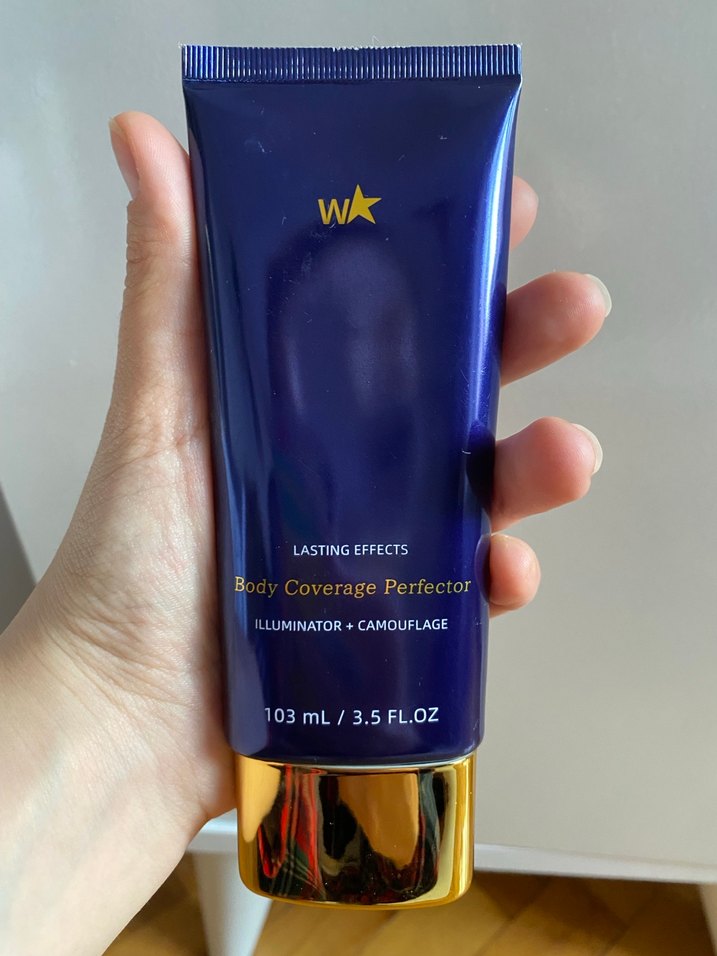 W★
LASTING EFFECTS
Body Coverage Perfector
ILLUMINATOR + CAMOUFLAGE
103 mL / 3.5 FL.OZ